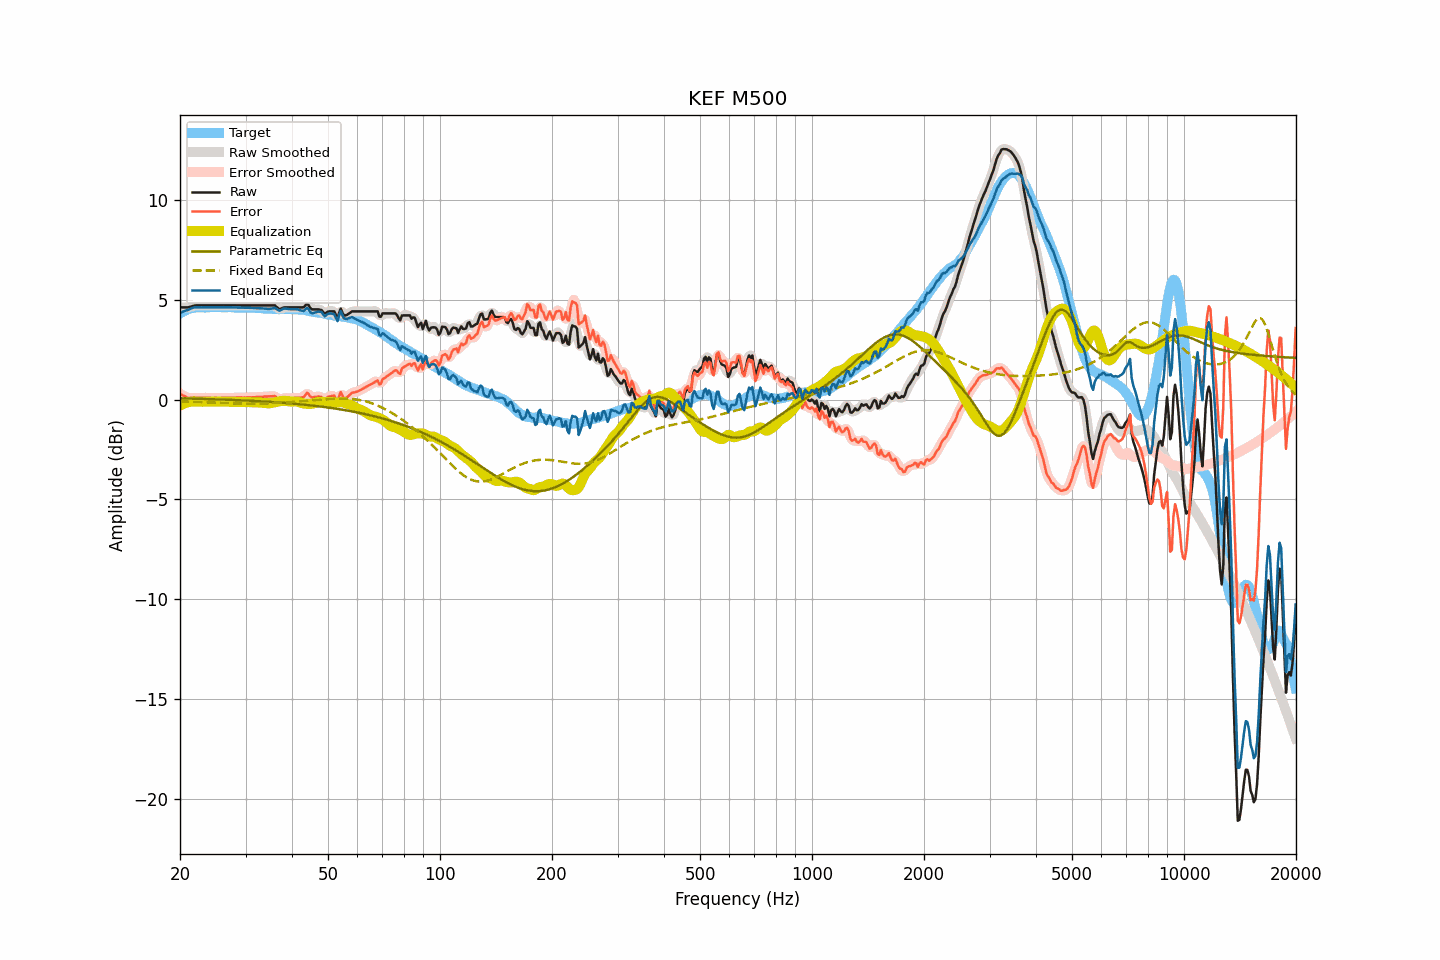 KEF M500
Target
Raw Smoothed
Error Smoothed
Raw
Error
Equalization
Parametric Eq
Fixed Band Eq
Equalized
10
5
0
−5
−10
−15
−20
Amplitude (dBr)
20 50 100 200 500 1000 2000 5000 10000 20000
Frequency (Hz)